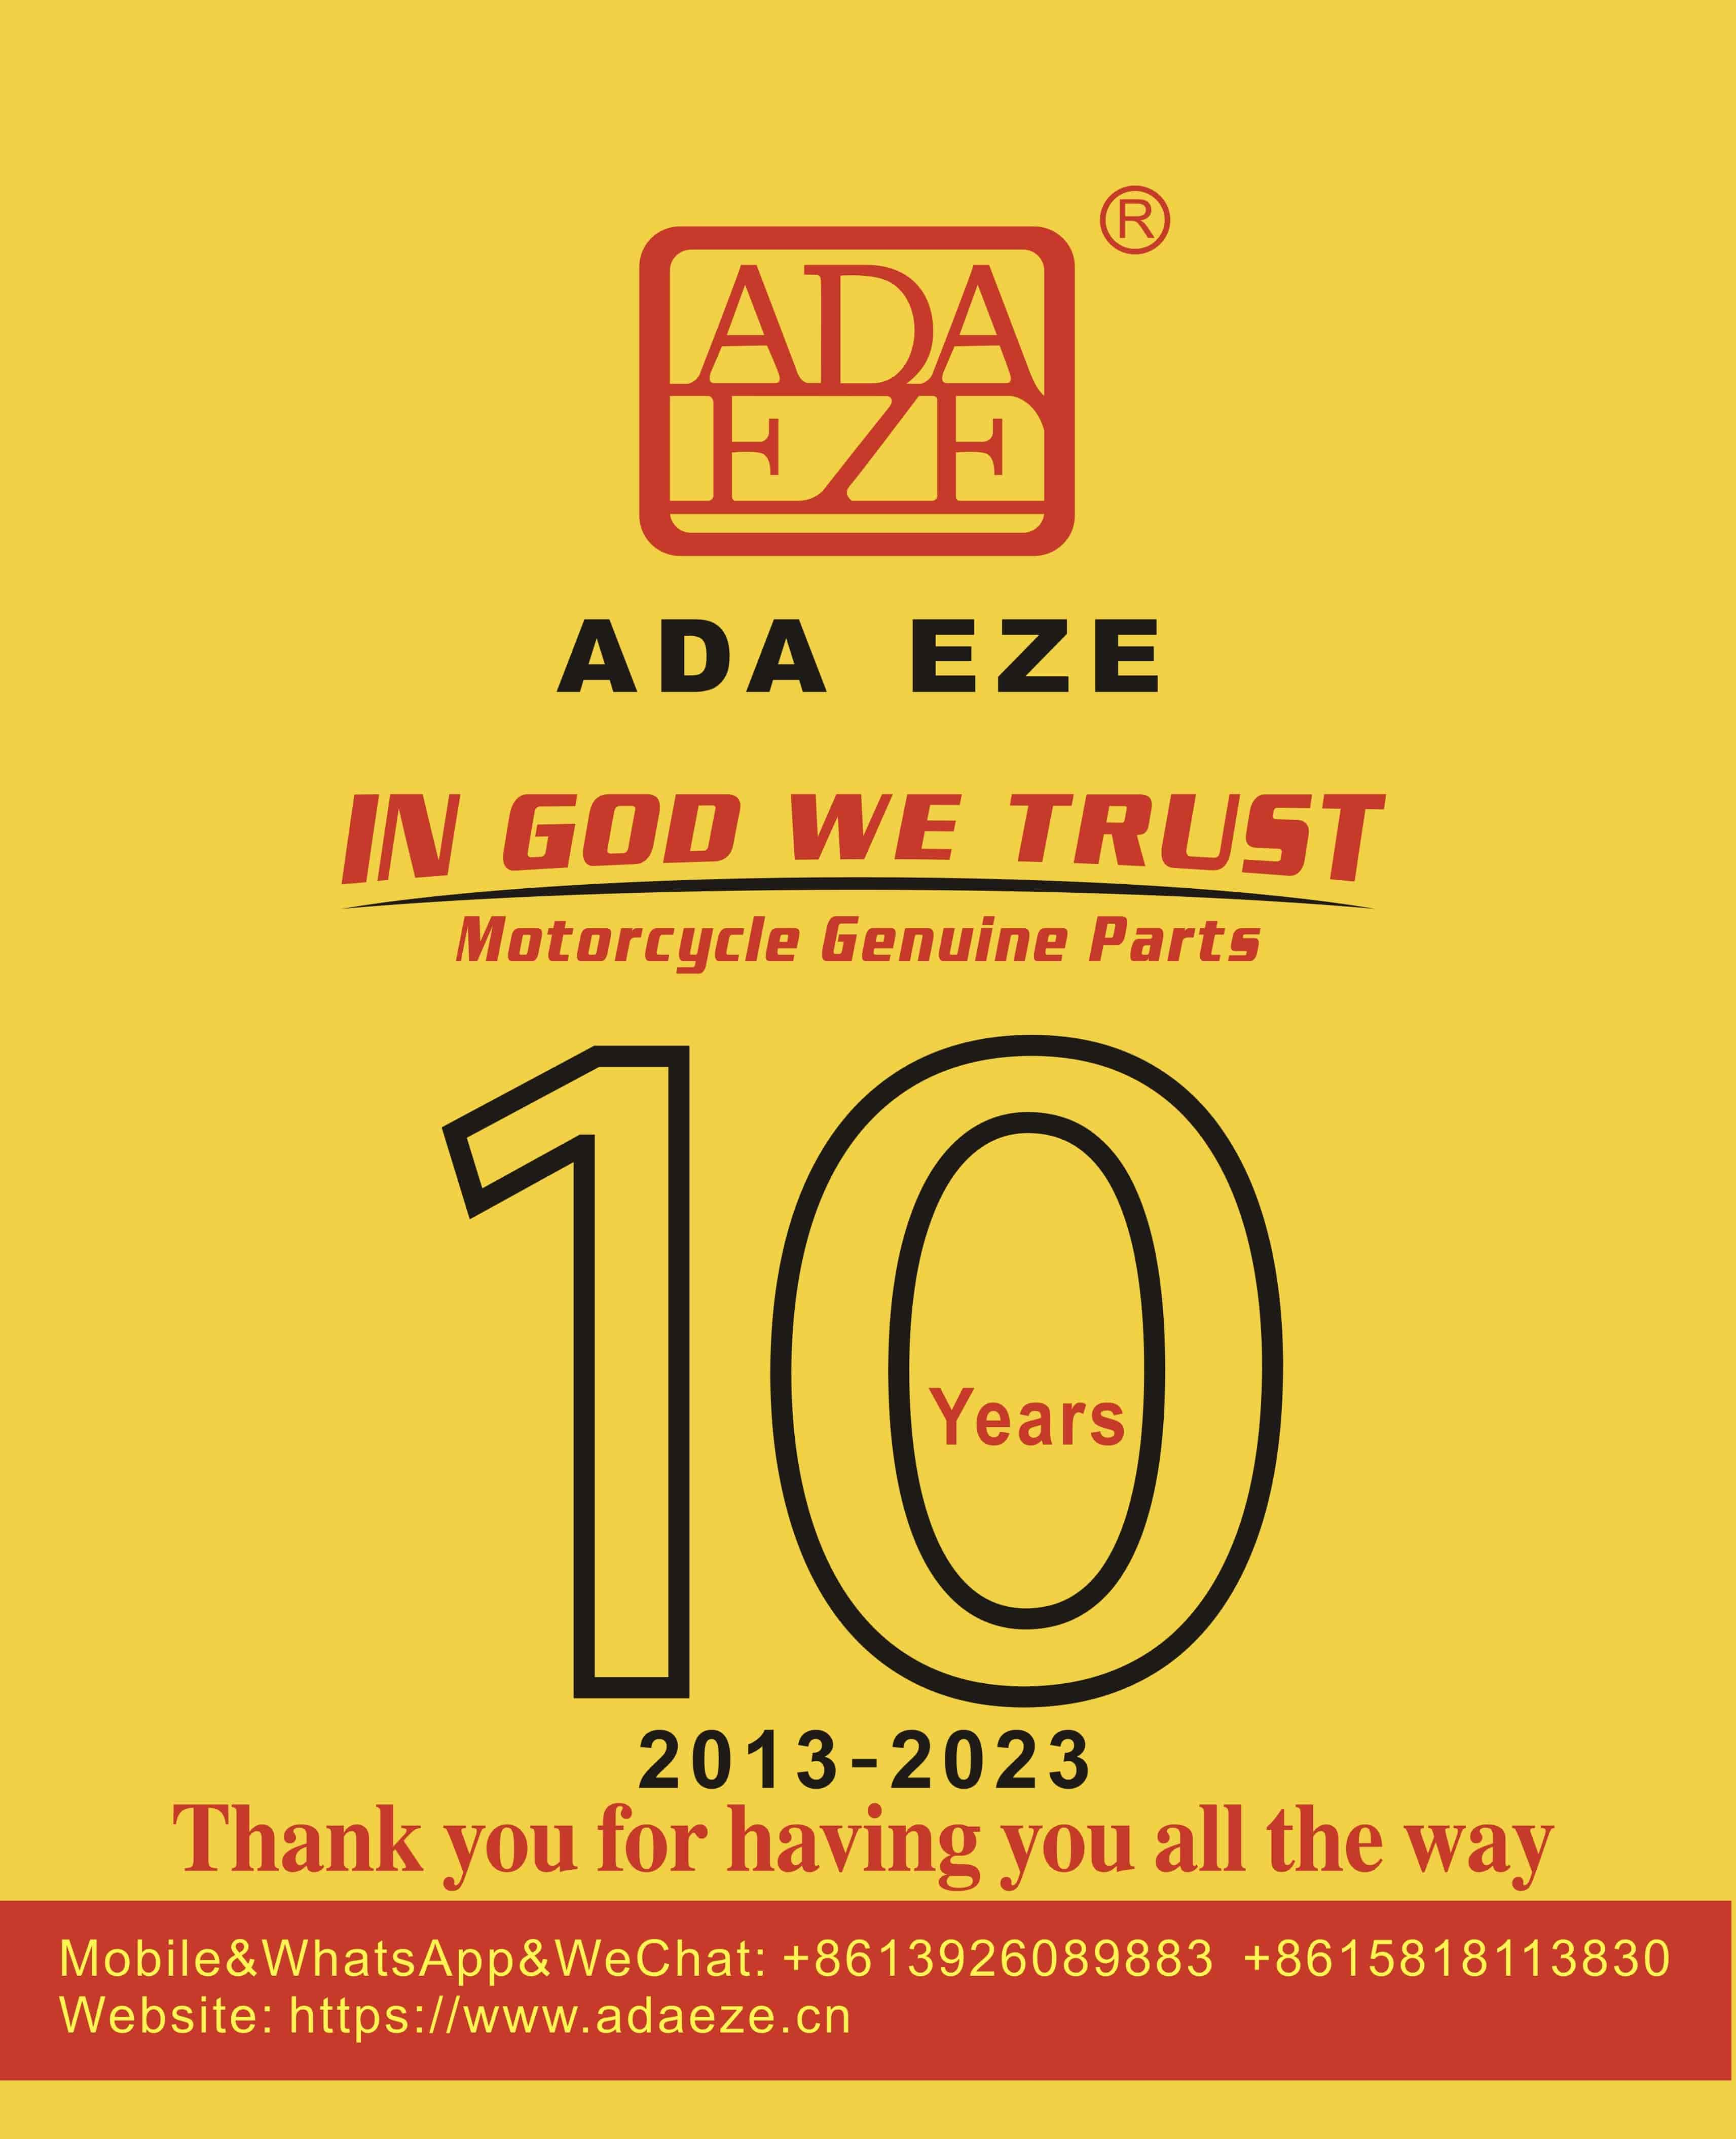 ®
ADA
EZE
ADA EZE
IN GOD WE TRUST
Motorcycle Genuine Parts
10
Years
2013-2023
Thank you for having you all the way
Mobile&WhatsApp&WeChat: +8613926089883 +8615818113830
Website: https://www.adaeze.cn